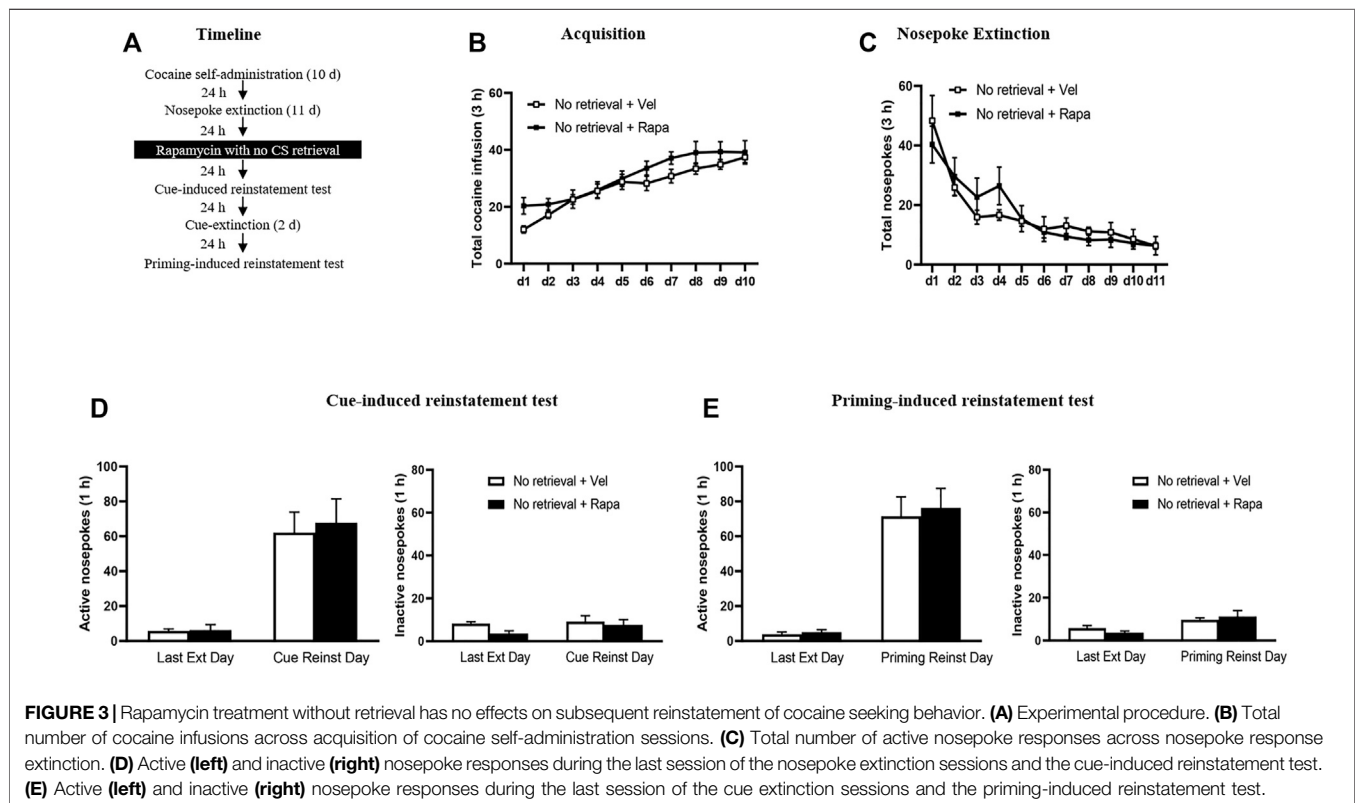 A
Timeline
Cocaine self-administration (10 d)
24 h
Nosepoke extinction (11 d)
24 h
Rapamycin with no CS retrieval
24 h
Cue-induced reinstatement test
24 h
Cue-extinction (2 d)
24 h
Priming-induced reinstatement test
B
Acquisition
Total cocaine infusion (3 h)
60
40
20
0
No retrieval + Vel
No retrieval + Rapa
d1 d2 d3 d4 d5 d6 d7 d8 d9 d10
C
Nosepoke Extinction
Total nosepokes (3 h)
60
40
20
0
No retrieval + Vel
No retrieval + Rapa
d1 d2 d3 d4 d5 d6 d7 d8 d9 d10 d11
D
Cue-induced reinstatement test
Active nosepokes (1 h)
100
80
60
40
20
0
Last Ext Day Cue Reinst Day
Inactive nosepokes (1 h)
80
60
40
20
0
No retrieval + Vel
No retrieval + Rapa
Last Ext Day Cue Reinst Day
E
Priming-induced reinstatement test
Active nosepokes (1 h)
100
80
60
40
20
0
Last Ext Day Priming Reinst Day
Inactive nosepokes (1 h)
80
60
40
20
0
No retrieval + Vel
No retrieval + Rapa
Last Ext Day Priming Reinst Day
FIGURE 3 | Rapamycin treatment without retrieval has no effects on subsequent reinstatement of cocaine seeking behavior. (A) Experimental procedure. (B) Total
number of cocaine infusions across acquisition of cocaine self-administration sessions. (C) Total number of active nosepoke responses across nosepoke response
extinction. (D) Active (left) and inactive (right) nosepoke responses during the last session of the nosepoke extinction sessions and the cue-induced reinstatement test.
(E) Active (left) and inactive (right) nosepoke responses during the last session of the cue extinction sessions and the priming-induced reinstatement test.